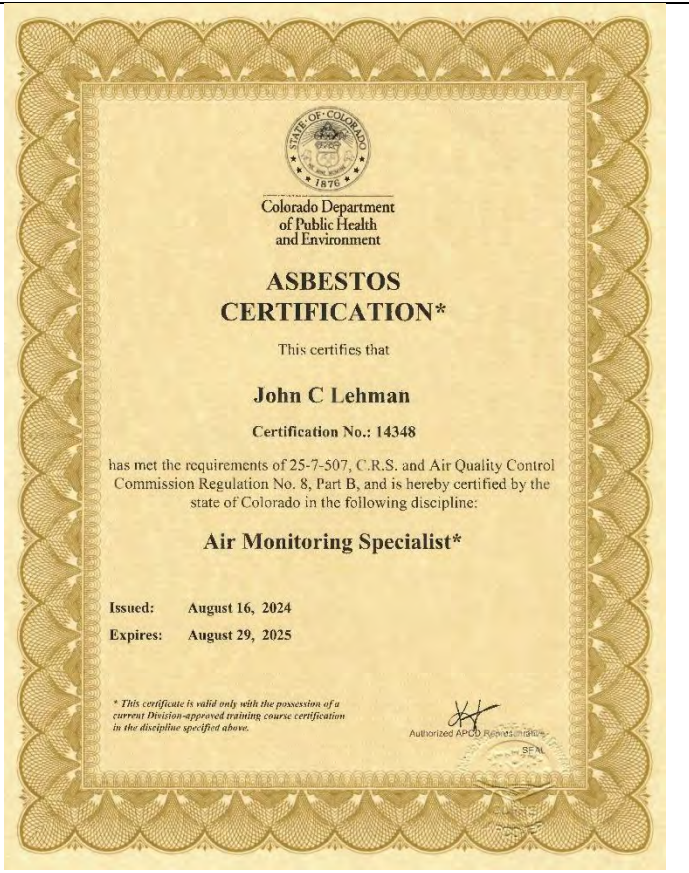 STATE·OF·COLORADO
1876
Colorado Department
of Public Health
and Environment
ASBESTOS
CERTIFICATION*
This certifies that
John C Lehman
Certification No.: 14348
has met the requirements of 25-7-507, C.R.S. and Air Quality Control
Commission Regulation No. 8, Part B, and is hereby certified by the
state of Colorado in the following discipline:
Air Monitoring Specialist*
Issued: August 16, 2024
Expires: August 29, 2025
* This certificate is valid only with the possession of a
current Division-approved training course certification
in the discipline specified above.
Authorized APCD Representative
SEAL